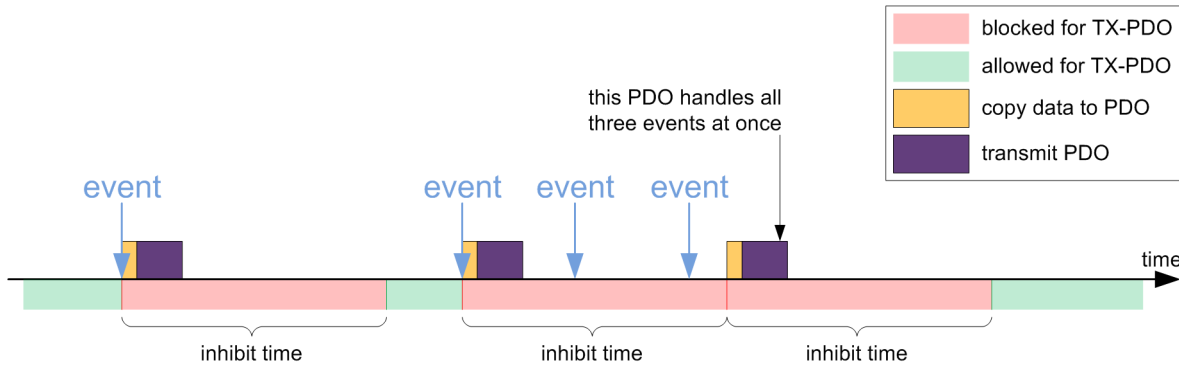 blocked for TX-PDO
allowed for TX-PDO
copy data to PDO
transmit PDO
this PDO handles all
three events at once
event
event
event
event
time
inhibit time
inhibit time
inhibit time